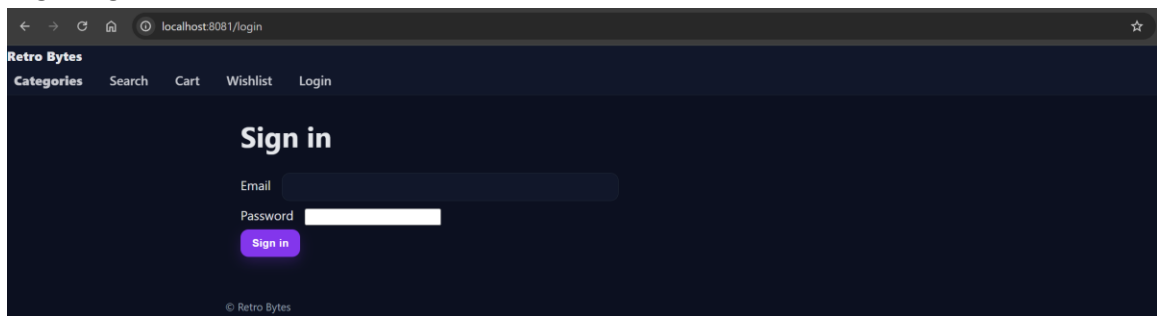 localhost:8081/login
Retro Bytes
Categories Search Cart Wishlist Login
Sign in
Email
Password
Sign in
© Retro Bytes